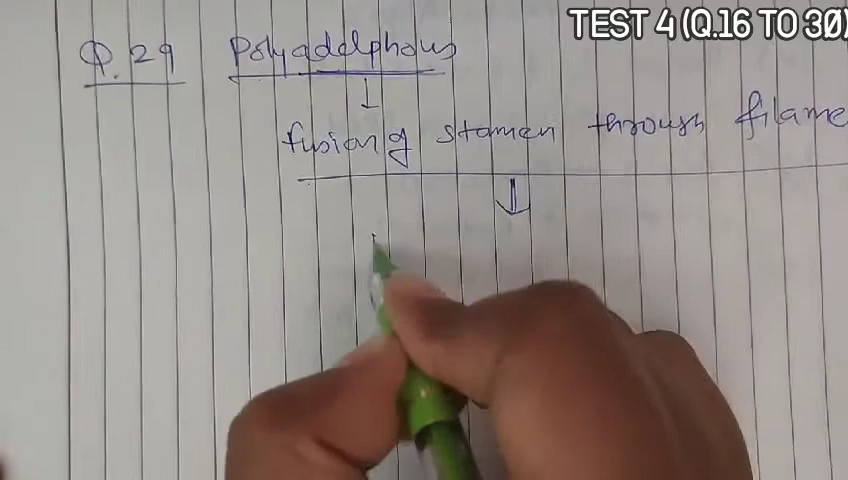 TEST 4 (Q.16 TO 30)
Q. 29 Polyadelphous
fusion of stamen through filame